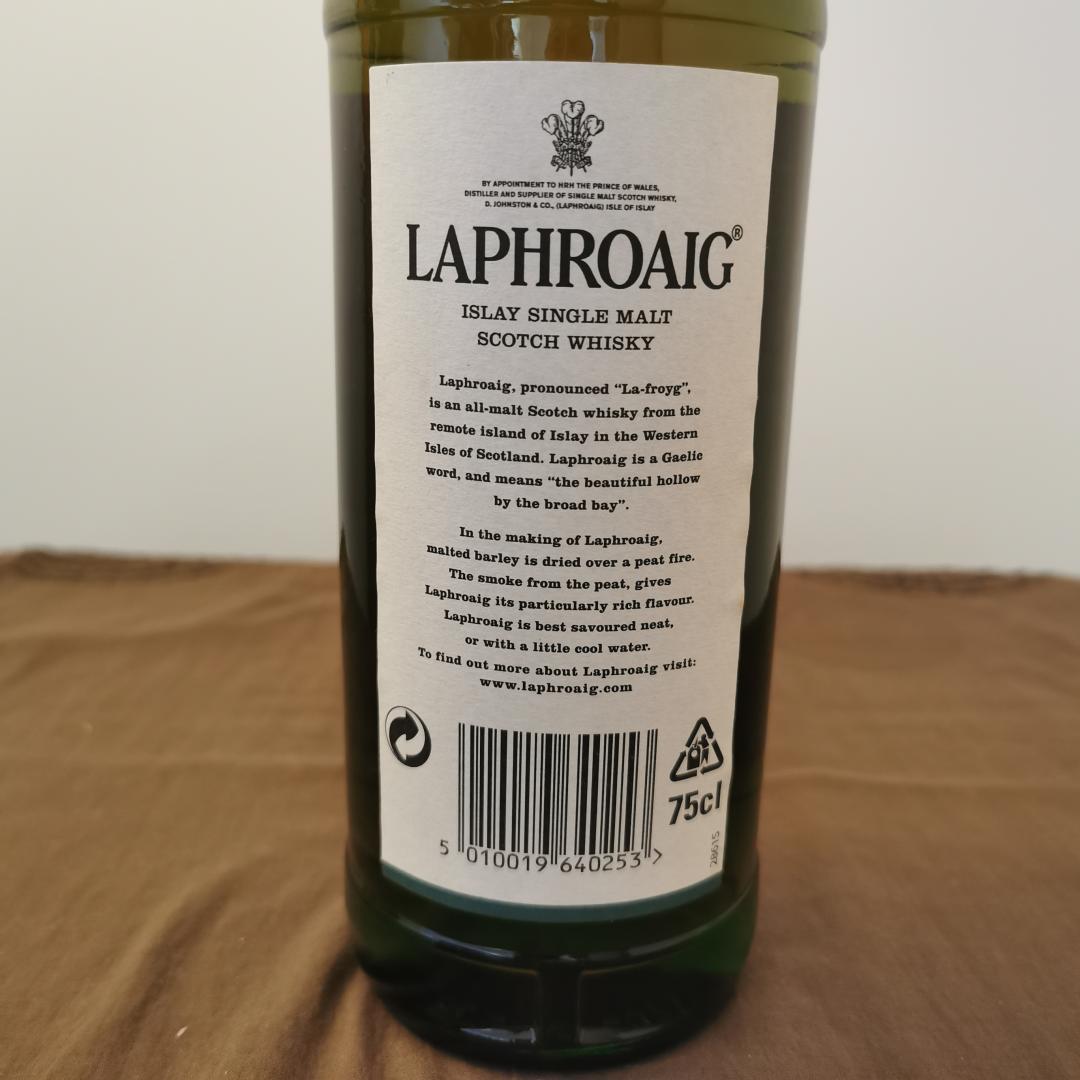 BY APPOINTMENT TO HRH THE PRINCE OF WALES,
DISTILLER AND SUPPLIER OF SINGLE MALT SCOTCH WHISKY,
D. JOHNSTON & CO., (LAPHROAIG) ISLE OF ISLAY
LAPHROAIG®
ISLAY SINGLE MALT
SCOTCH WHISKY
Laphroaig, pronounced “La-froyg”,
is an all-malt Scotch whisky from the
remote island of Islay in the Western
Isles of Scotland. Laphroaig is a Gaelic
word, and means “the beautiful hollow
by the broad bay”.
In the making of Laphroaig,
malted barley is dried over a peat fire.
The smoke from the peat, gives
Laphroaig its particularly rich flavour.
Laphroaig is best savoured neat,
or with a little cool water.
To find out more about Laphroaig visit:
www.laphroaig.com
75cl
28615
5 010019 640253 >